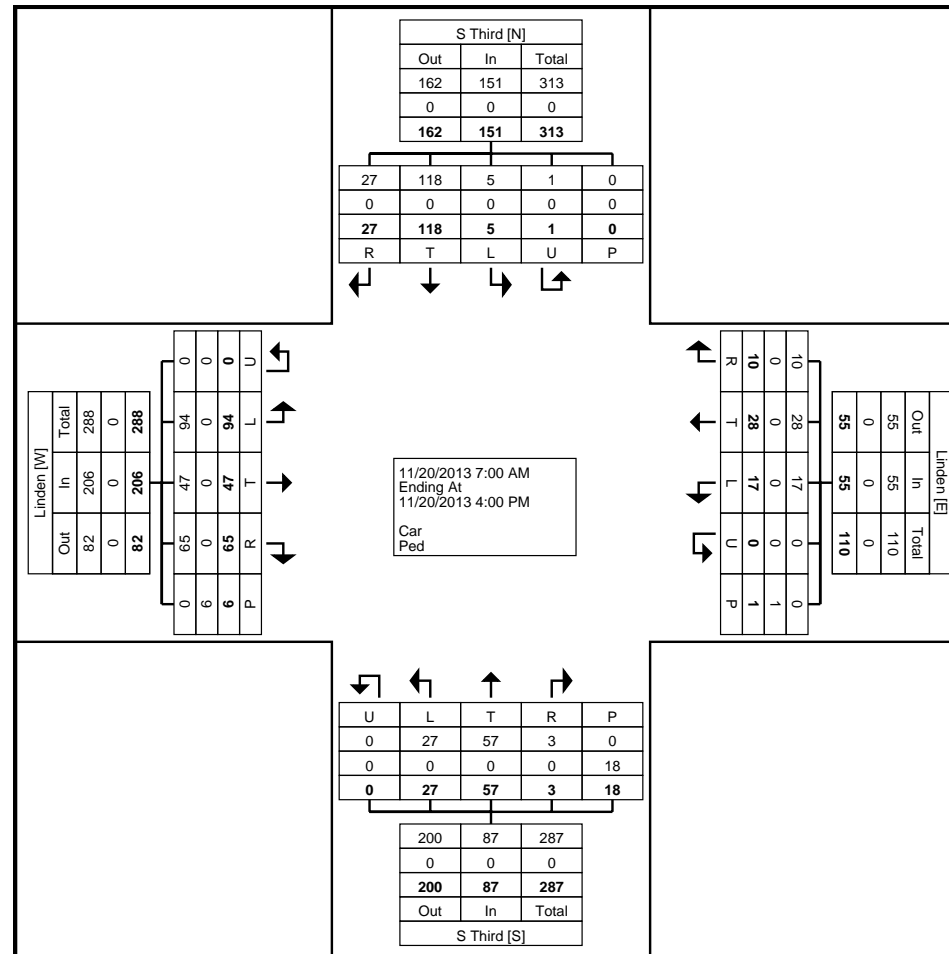 S Third [N]
Out In Total
162 151 313
0 0 0
162 151 313
27 118 5 1 0
0 0 0 0 0
27 118 5 1 0
R T L U P
Linden [W]
Total In Out
288 206 82
0 0 0
288 206 82
0 94 47 65 0
0 0 0 0 6
0 94 47 65 6
U L T R P
11/20/2013 7:00 AM
Ending At
11/20/2013 4:00 PM
Car
Ped
Linden [E]
Out In Total
55 55 110
0 0 0
55 55 110
10 28 17 0 0
0 0 0 0 1
10 28 17 0 1
R T L U P
U L T R P
0 27 57 3 0
0 0 0 0 18
0 27 57 3 18
200 87 287
0 0 0
200 87 287
Out In Total
S Third [S]